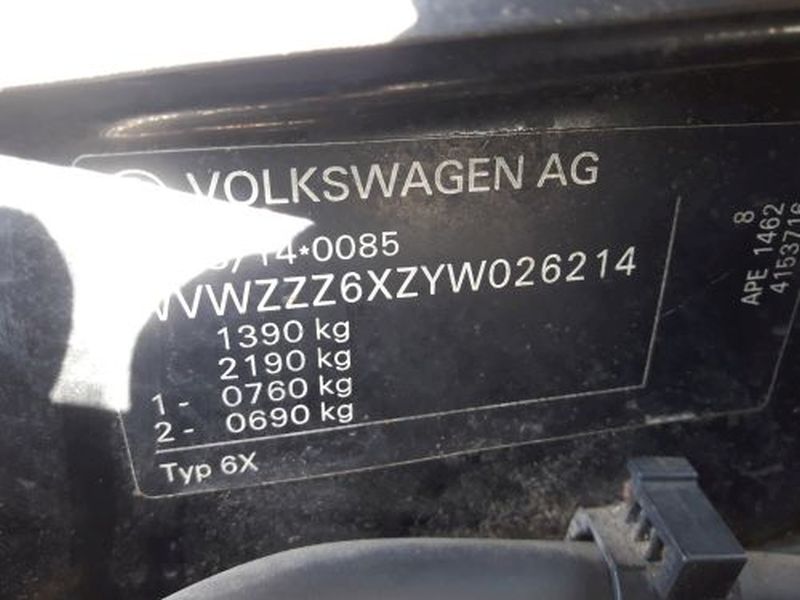 VOLKSWAGEN AG
/14*0085
WVWZZZ6XZYW026214
1390 kg
2190 kg
1 - 0760 kg
2 - 0690 kg
Typ 6X
8
APE 1462
4153716